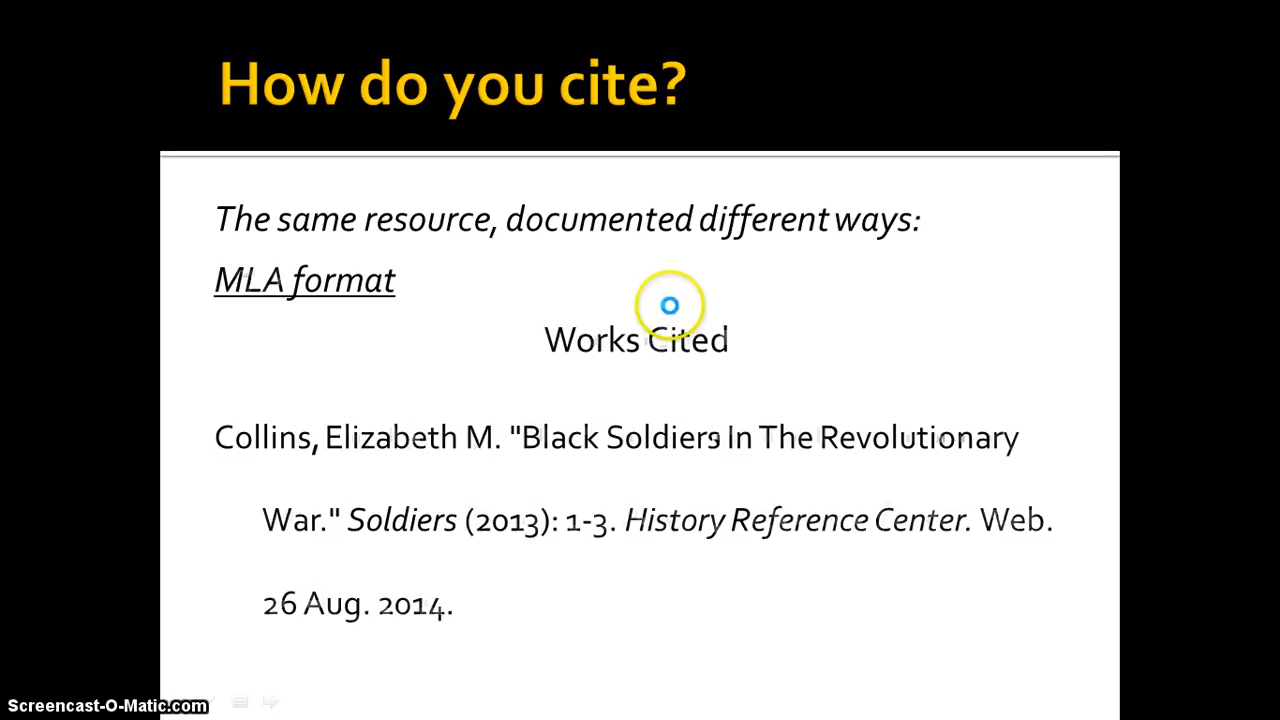 How do you cite?
The same resource, documented different ways:
MLA format
Works Cited
Collins, Elizabeth M. "Black Soldiers In The Revolutionary
War." Soldiers (2013): 1-3. History Reference Center. Web.
26 Aug. 2014.
Screencast-O-Matic.com